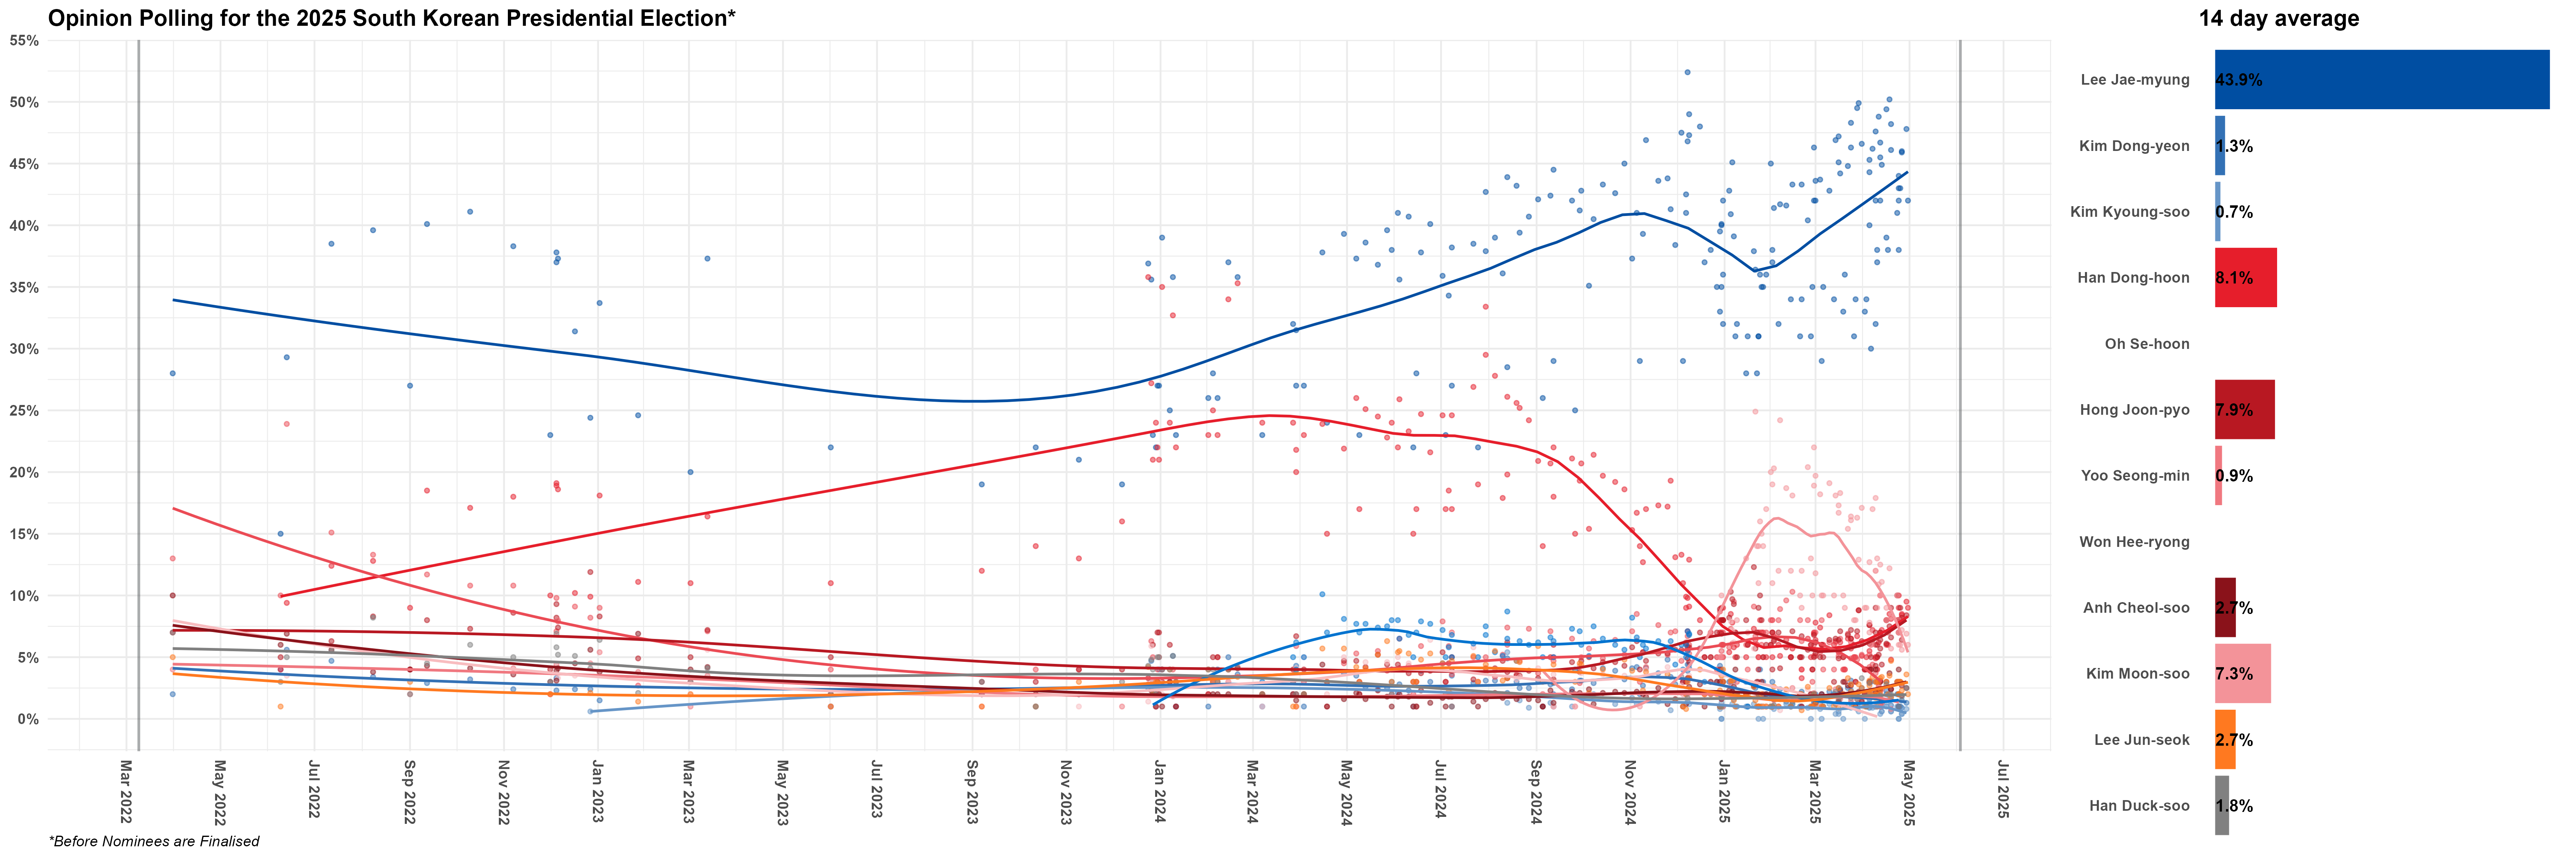 Opinion Polling for the 2025 South Korean Presidential Election*
14 day average
55%
50%
45%
40%
35%
30%
25%
20%
15%
10%
5%
0%
Mar 2022
May 2022
Jul 2022
Sep 2022
Nov 2022
Jan 2023
Mar 2023
May 2023
Jul 2023
Sep 2023
Nov 2023
Jan 2024
Mar 2024
May 2024
Jul 2024
Sep 2024
Nov 2024
Jan 2025
Mar 2025
May 2025
Jul 2025
*Before Nominees are Finalised
Lee Jae-myung 43.9%
Kim Dong-yeon 1.3%
Kim Kyoung-soo 0.7%
Han Dong-hoon 8.1%
Oh Se-hoon
Hong Joon-pyo 7.9%
Yoo Seong-min 0.9%
Won Hee-ryong
Anh Cheol-soo 2.7%
Kim Moon-soo 7.3%
Lee Jun-seok 2.7%
Han Duck-soo 1.8%